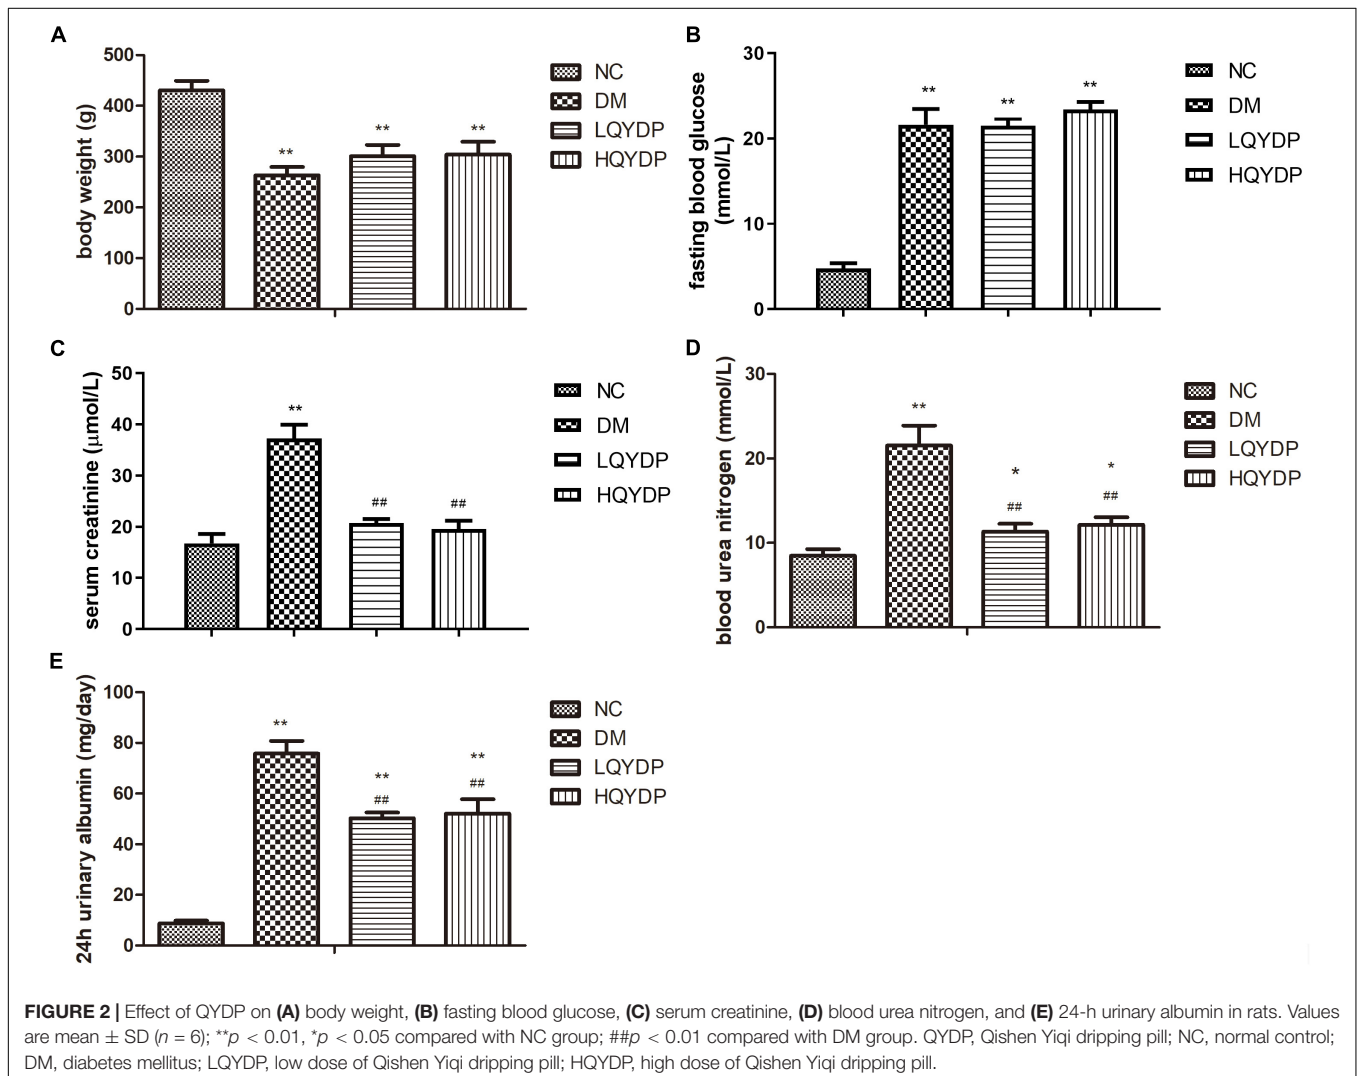 A
500
400
300
200
100
0
body weight (g)
**
**
**
NC
DM
LQYDP
HQYDP
B
30
20
10
0
fasting blood glucose
(mmol/L)
**
**
**
NC
DM
LQYDP
HQYDP
C
50
40
30
20
10
0
serum creatinine (μmol/L)
**
##
##
NC
DM
LQYDP
HQYDP
D
30
20
10
0
blood urea nitrogen (mmol/L)
**
*
##
*
##
NC
DM
LQYDP
HQYDP
E
100
80
60
40
20
0
24h urinary albumin (mg/day)
**
**
##
**
##
NC
DM
LQYDP
HQYDP
FIGURE 2 | Effect of QYDP on (A) body weight, (B) fasting blood glucose, (C) serum creatinine, (D) blood urea nitrogen, and (E) 24-h urinary albumin in rats. Values
are mean ± SD (n = 6); **p < 0.01, *p < 0.05 compared with NC group; ##p < 0.01 compared with DM group. QYDP, Qishen Yiqi dripping pill; NC, normal control;
DM, diabetes mellitus; LQYDP, low dose of Qishen Yiqi dripping pill; HQYDP, high dose of Qishen Yiqi dripping pill.